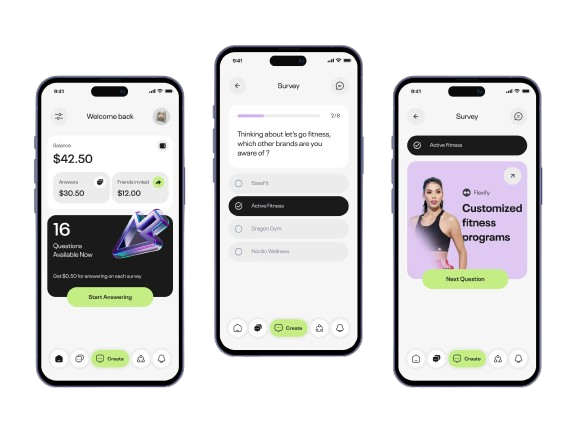 9:41
Welcome back
Balance
$42.50
Answers
$30.50
Friends invited
$12.00
16
Questions
Available Now
Get $0.50 for answering on each survey
Start Answering
Create
9:41
Survey
2/8
Thinking about let's go fitness,
which other brands are you
aware of ?
BaseFit
Active Fitness
Dragon Gym
Nordic Wellness
Create
9:41
Survey
Active Fitness
Flexify
Customized
fitness
programs
Next Question
Create